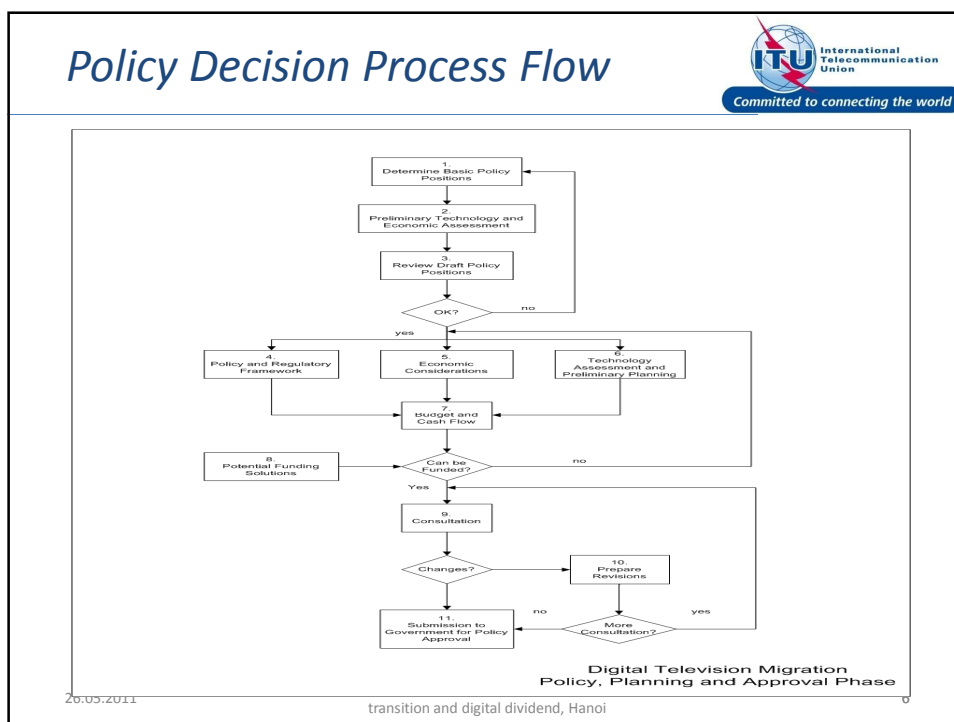 Policy Decision Process Flow
ITU
International
Telecommunication
Union
Committed to connecting the world
1.
Determine Basic Policy
Positions
2.
Preliminary Technology and
Economic Assessment
3.
Review Draft Policy
Positions
OK?
no
yes
4.
Policy and Regulatory
Framework
5.
Economic
Considerations
6.
Technology
Assessment and
Preliminary Planning
7.
Budget and
Cash Flow
8.
Potential Funding
Solutions
Can be
Funded?
no
Yes
9.
Consultation
Changes?
10.
Prepare
Revisions
no
yes
More
Consultation?
11.
Submission to
Government for Policy
Approval
Digital Television Migration
Policy, Planning and Approval Phase
26.05.2011
transition and digital dividend, Hanoi
6